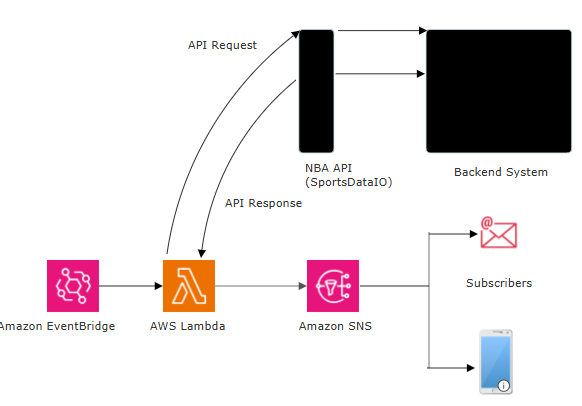 API Request
NBA API
(SportsDataIO)
Backend System
API Response
Subscribers
Amazon EventBridge
AWS Lambda
Amazon SNS